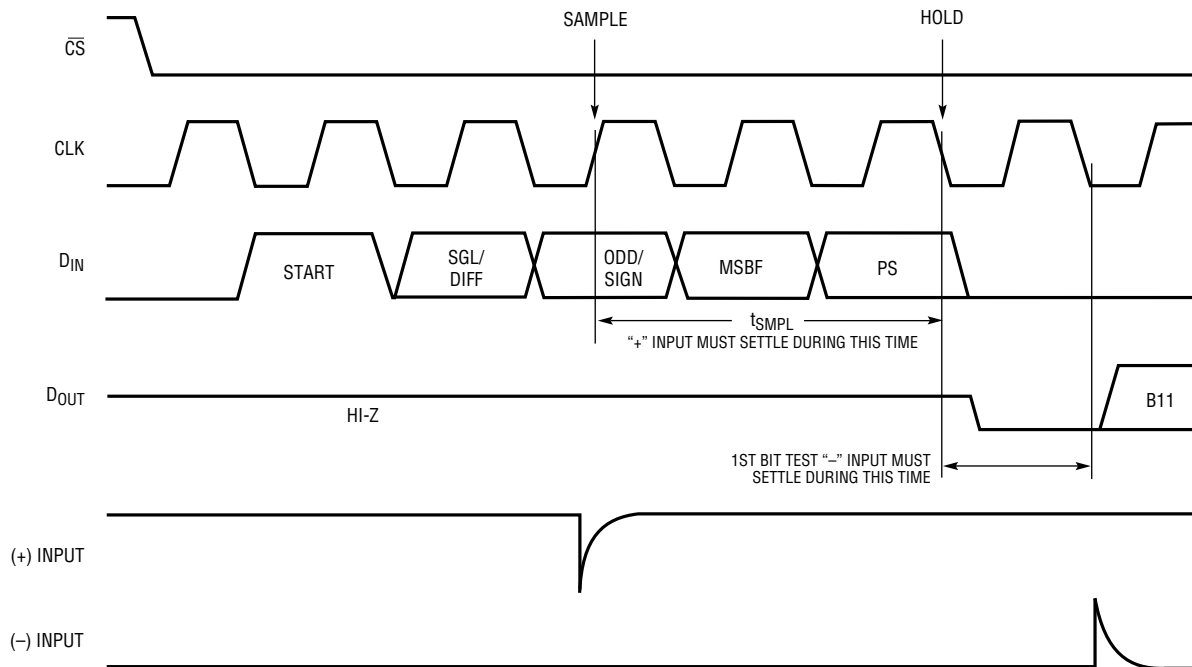 SAMPLE
HOLD
C̅S̅
CLK
DIN
START
SGL/
DIFF
ODD/
SIGN
MSBF
PS
tSMPL
“+” INPUT MUST SETTLE DURING THIS TIME
DOUT
HI-Z
B11
1ST BIT TEST “–” INPUT MUST
SETTLE DURING THIS TIME
(+) INPUT
(–) INPUT